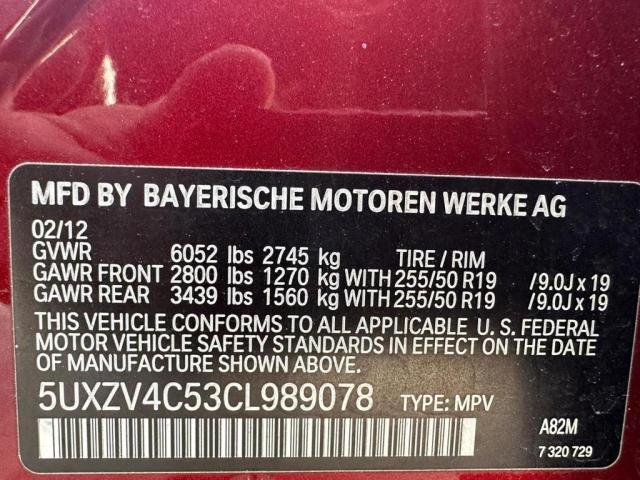 MFD BY BAYERISCHE MOTOREN WERKE AG
02/12
GVWR 6052 lbs 2745 kg TIRE / RIM
GAWR FRONT 2800 lbs 1270 kg WITH 255/50 R19 /9.0J x 19
GAWR REAR 3439 lbs 1560 kg WITH 255/50 R19 /9.0J x 19
THIS VEHICLE CONFORMS TO ALL APPLICABLE U. S. FEDERAL
MOTOR VEHICLE SAFETY STANDARDS IN EFFECT ON THE DATE
OF MANUFACTURE SHOWN ABOVE.
5UXZV4C53CL989078 TYPE: MPV
A82M
7 320 729